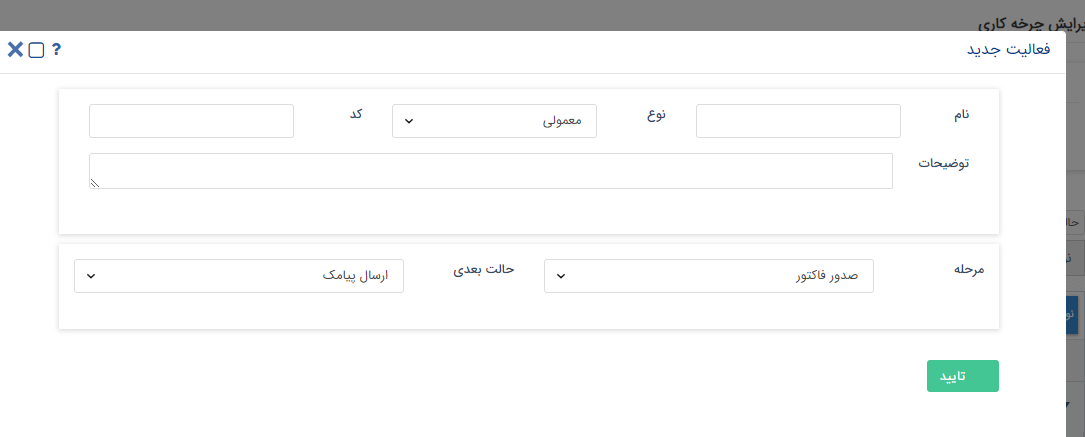 ویرایش چرخه کاری
فعالیت جدید
?
نام
نوع
معمولی
کد
توضیحات
مرحله
صدور فاکتور
حالت بعدی
ارسال پیامک
تایید